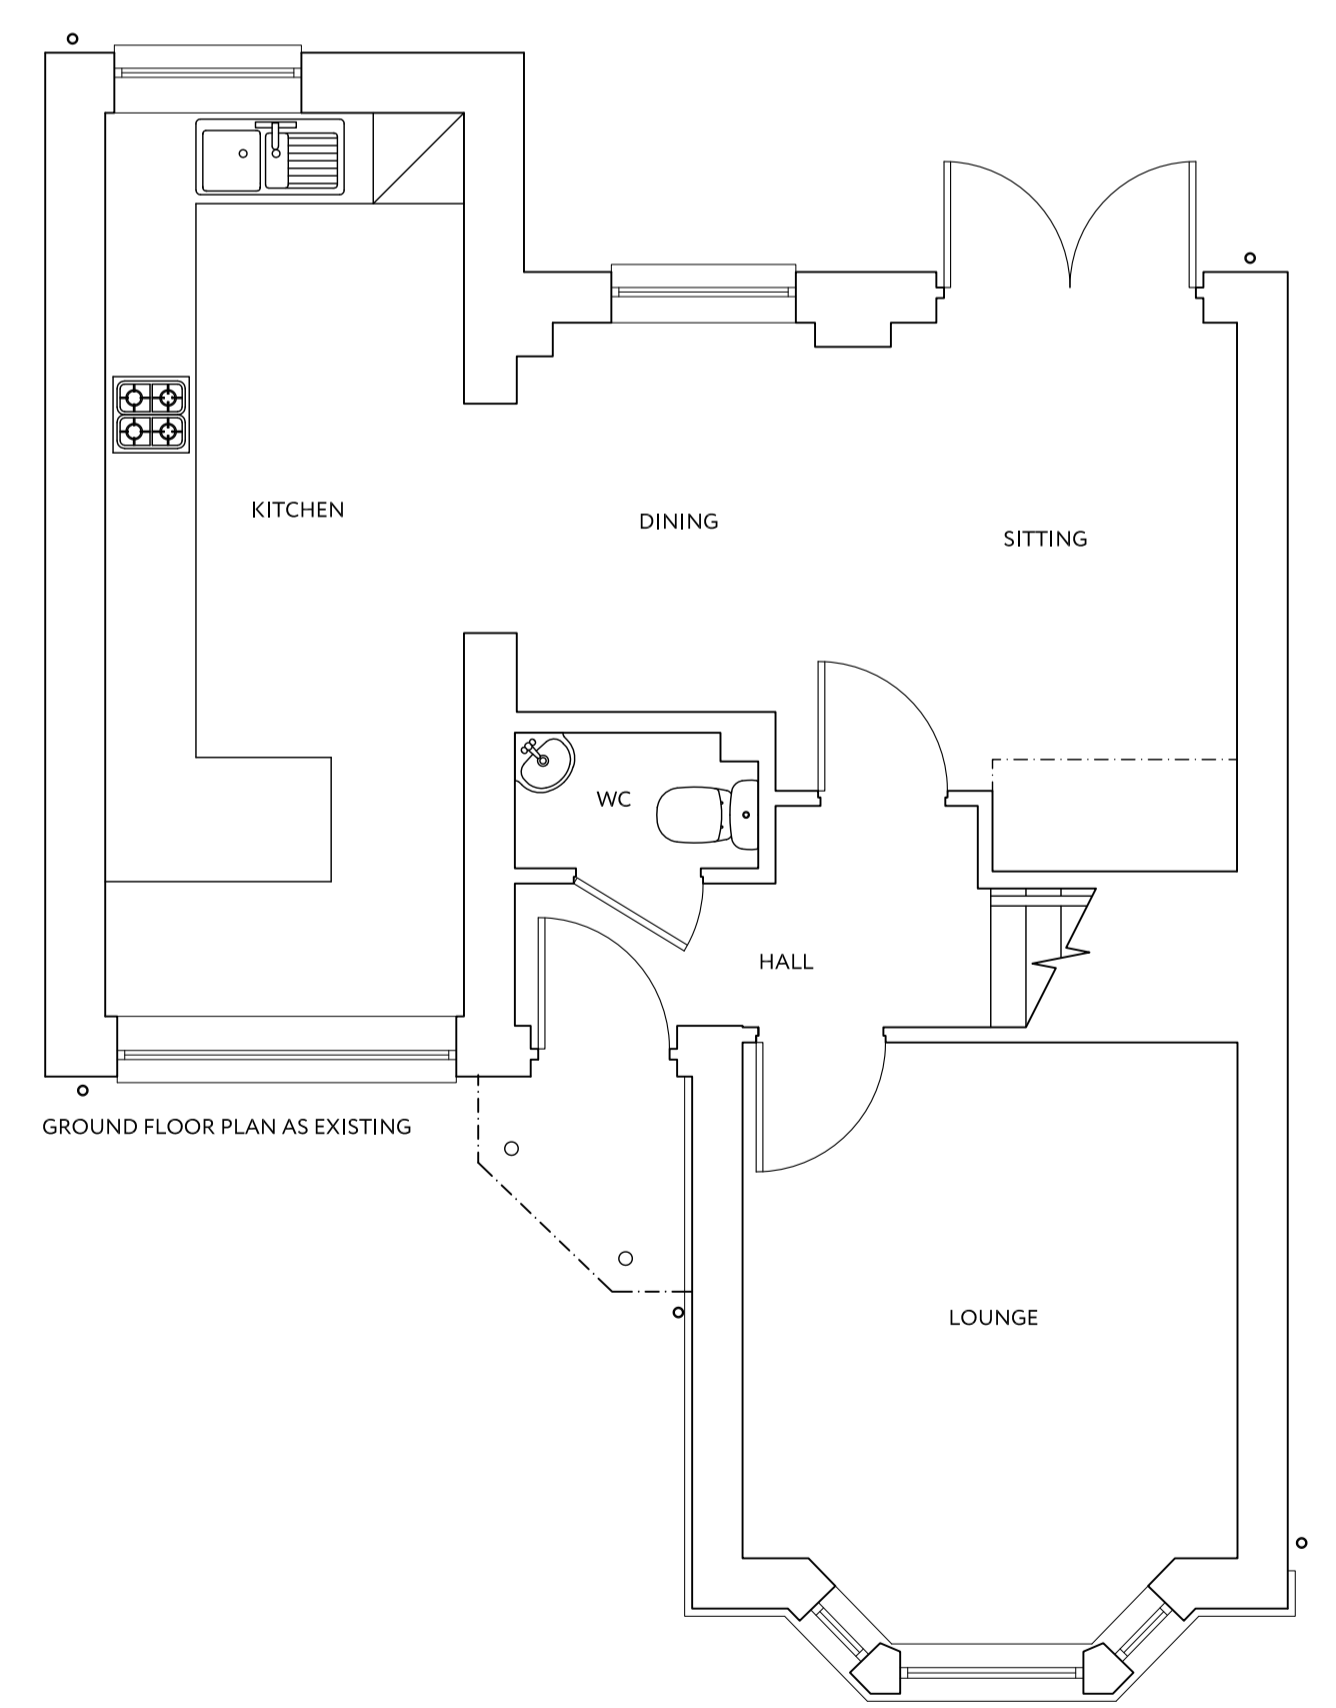 KITCHEN
DINING
SITTING
WC
HALL
GROUND FLOOR PLAN AS EXISTING
LOUNGE